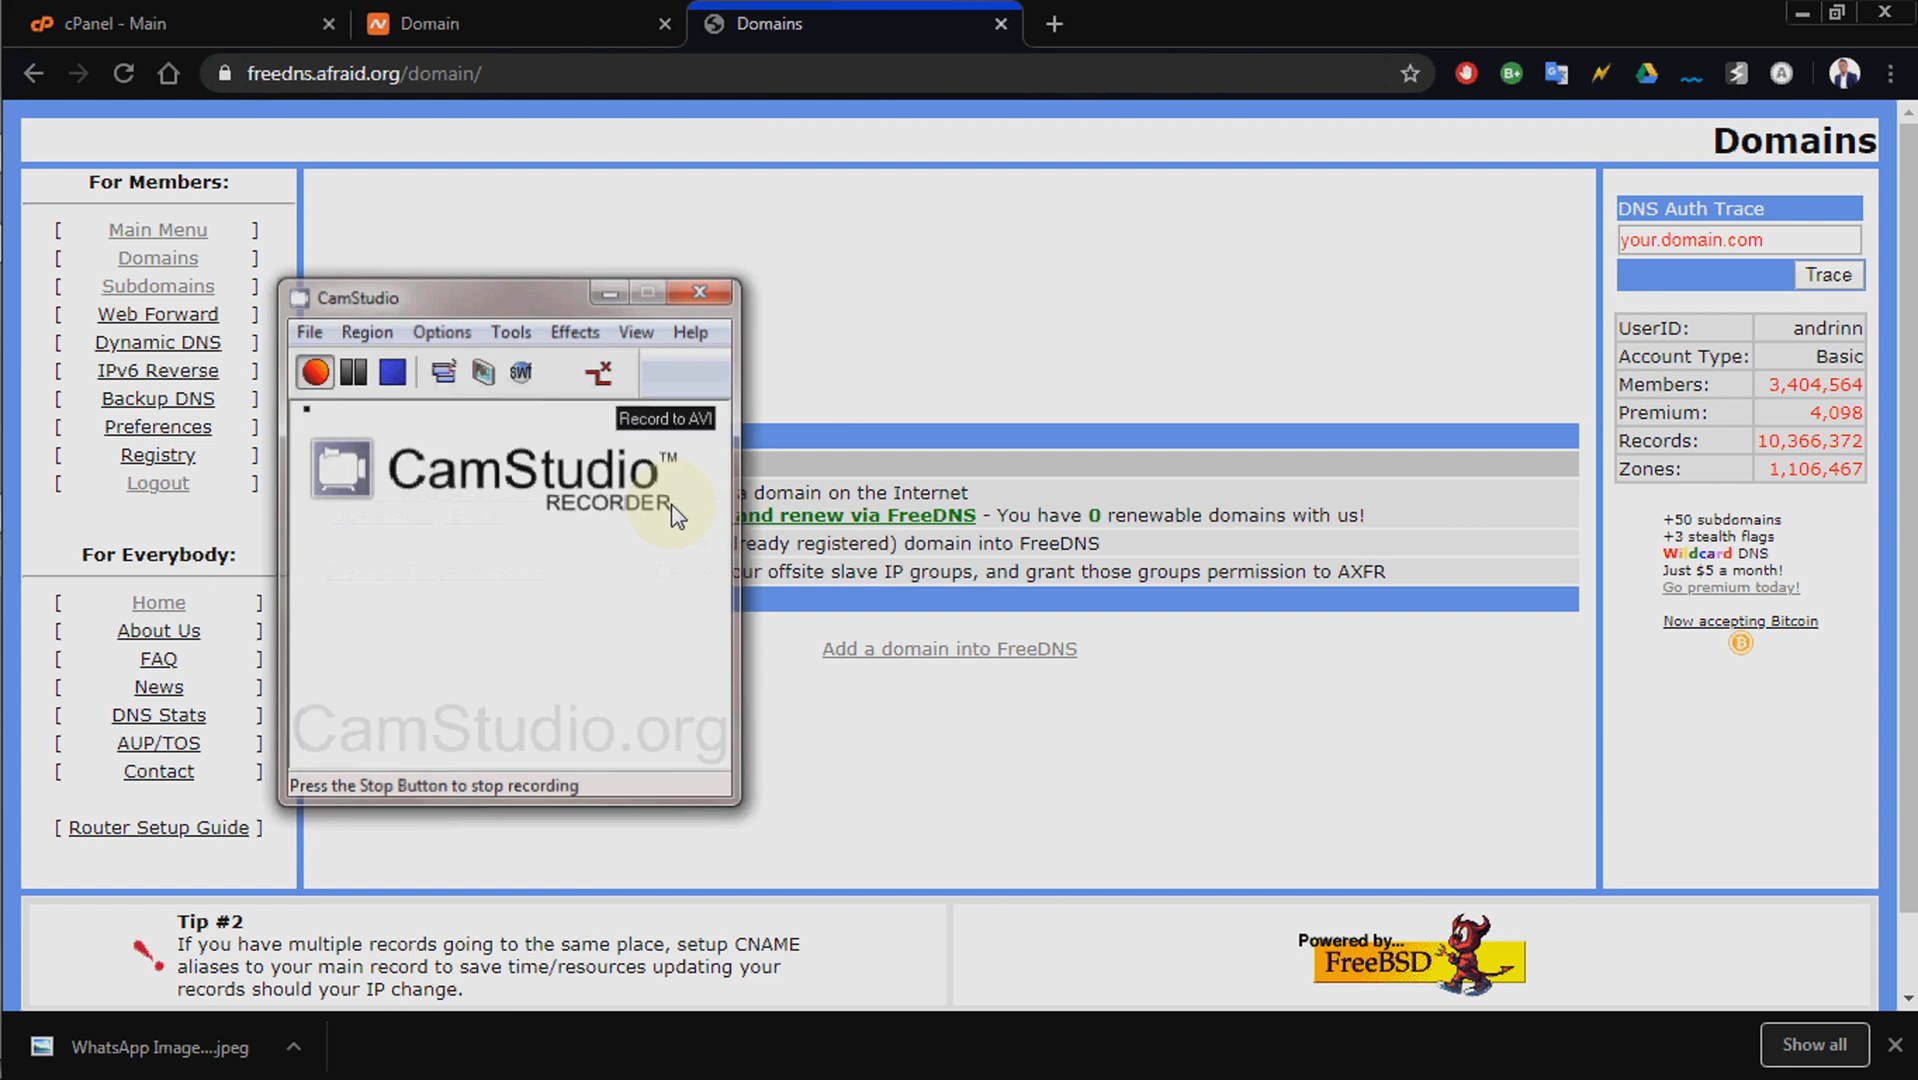 cPanel - Main
Domain
Domains
freedns.afraid.org/domain/
Domains
For Members:
[ Main Menu ]
[ Domains ]
[ Subdomains ]
[ Web Forward ]
[ Dynamic DNS ]
[ IPv6 Reverse ]
[ Backup DNS ]
[ Preferences ]
[ Registry ]
[ Logout ]
For Everybody:
[ Home ]
[ About Us ]
[ FAQ ]
[ News ]
[ DNS Stats ]
[ AUP/TOS ]
[ Contact ]
[ Router Setup Guide ]
CamStudio
File Region Options Tools Effects View Help
SWF
Record to AVI
CamStudio™
RECORDER
CamStudio.org
Press the Stop Button to stop recording
a domain on the Internet
and renew via FreeDNS - You have 0 renewable domains with us!
already registered) domain into FreeDNS
our offsite slave IP groups, and grant those groups permission to AXFR
Add a domain into FreeDNS
DNS Auth Trace
your.domain.com
Trace
UserID: andrinn
Account Type: Basic
Members: 3,404,564
Premium: 4,098
Records: 10,366,372
Zones: 1,106,467
+50 subdomains
+3 stealth flags
Wildcard DNS
Just $5 a month!
Go premium today!
Now accepting Bitcoin
Tip #2
If you have multiple records going to the same place, setup CNAME
aliases to your main record to save time/resources updating your
records should your IP change.
Powered by...
FreeBSD
WhatsApp Image....jpeg
Show all